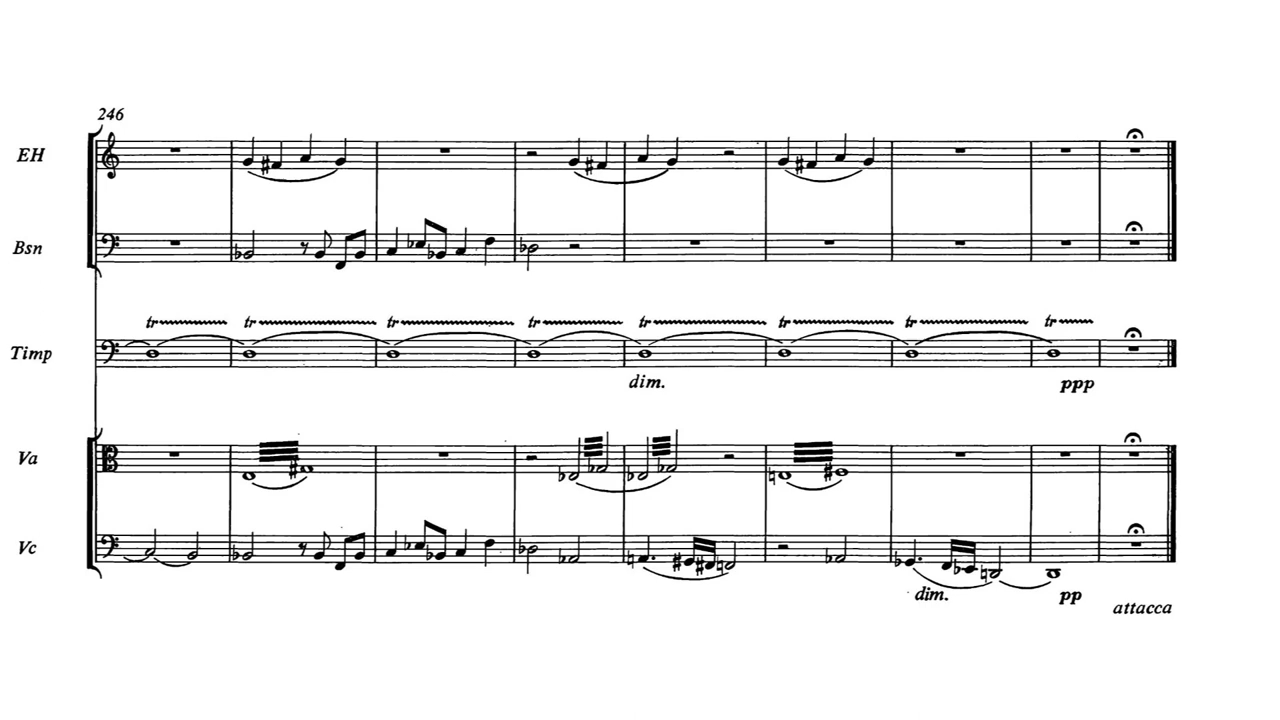 246
EH
Bsn
tr tr tr tr tr tr tr tr
Timp
dim. ppp
Va
Vc
dim. pp
attacca